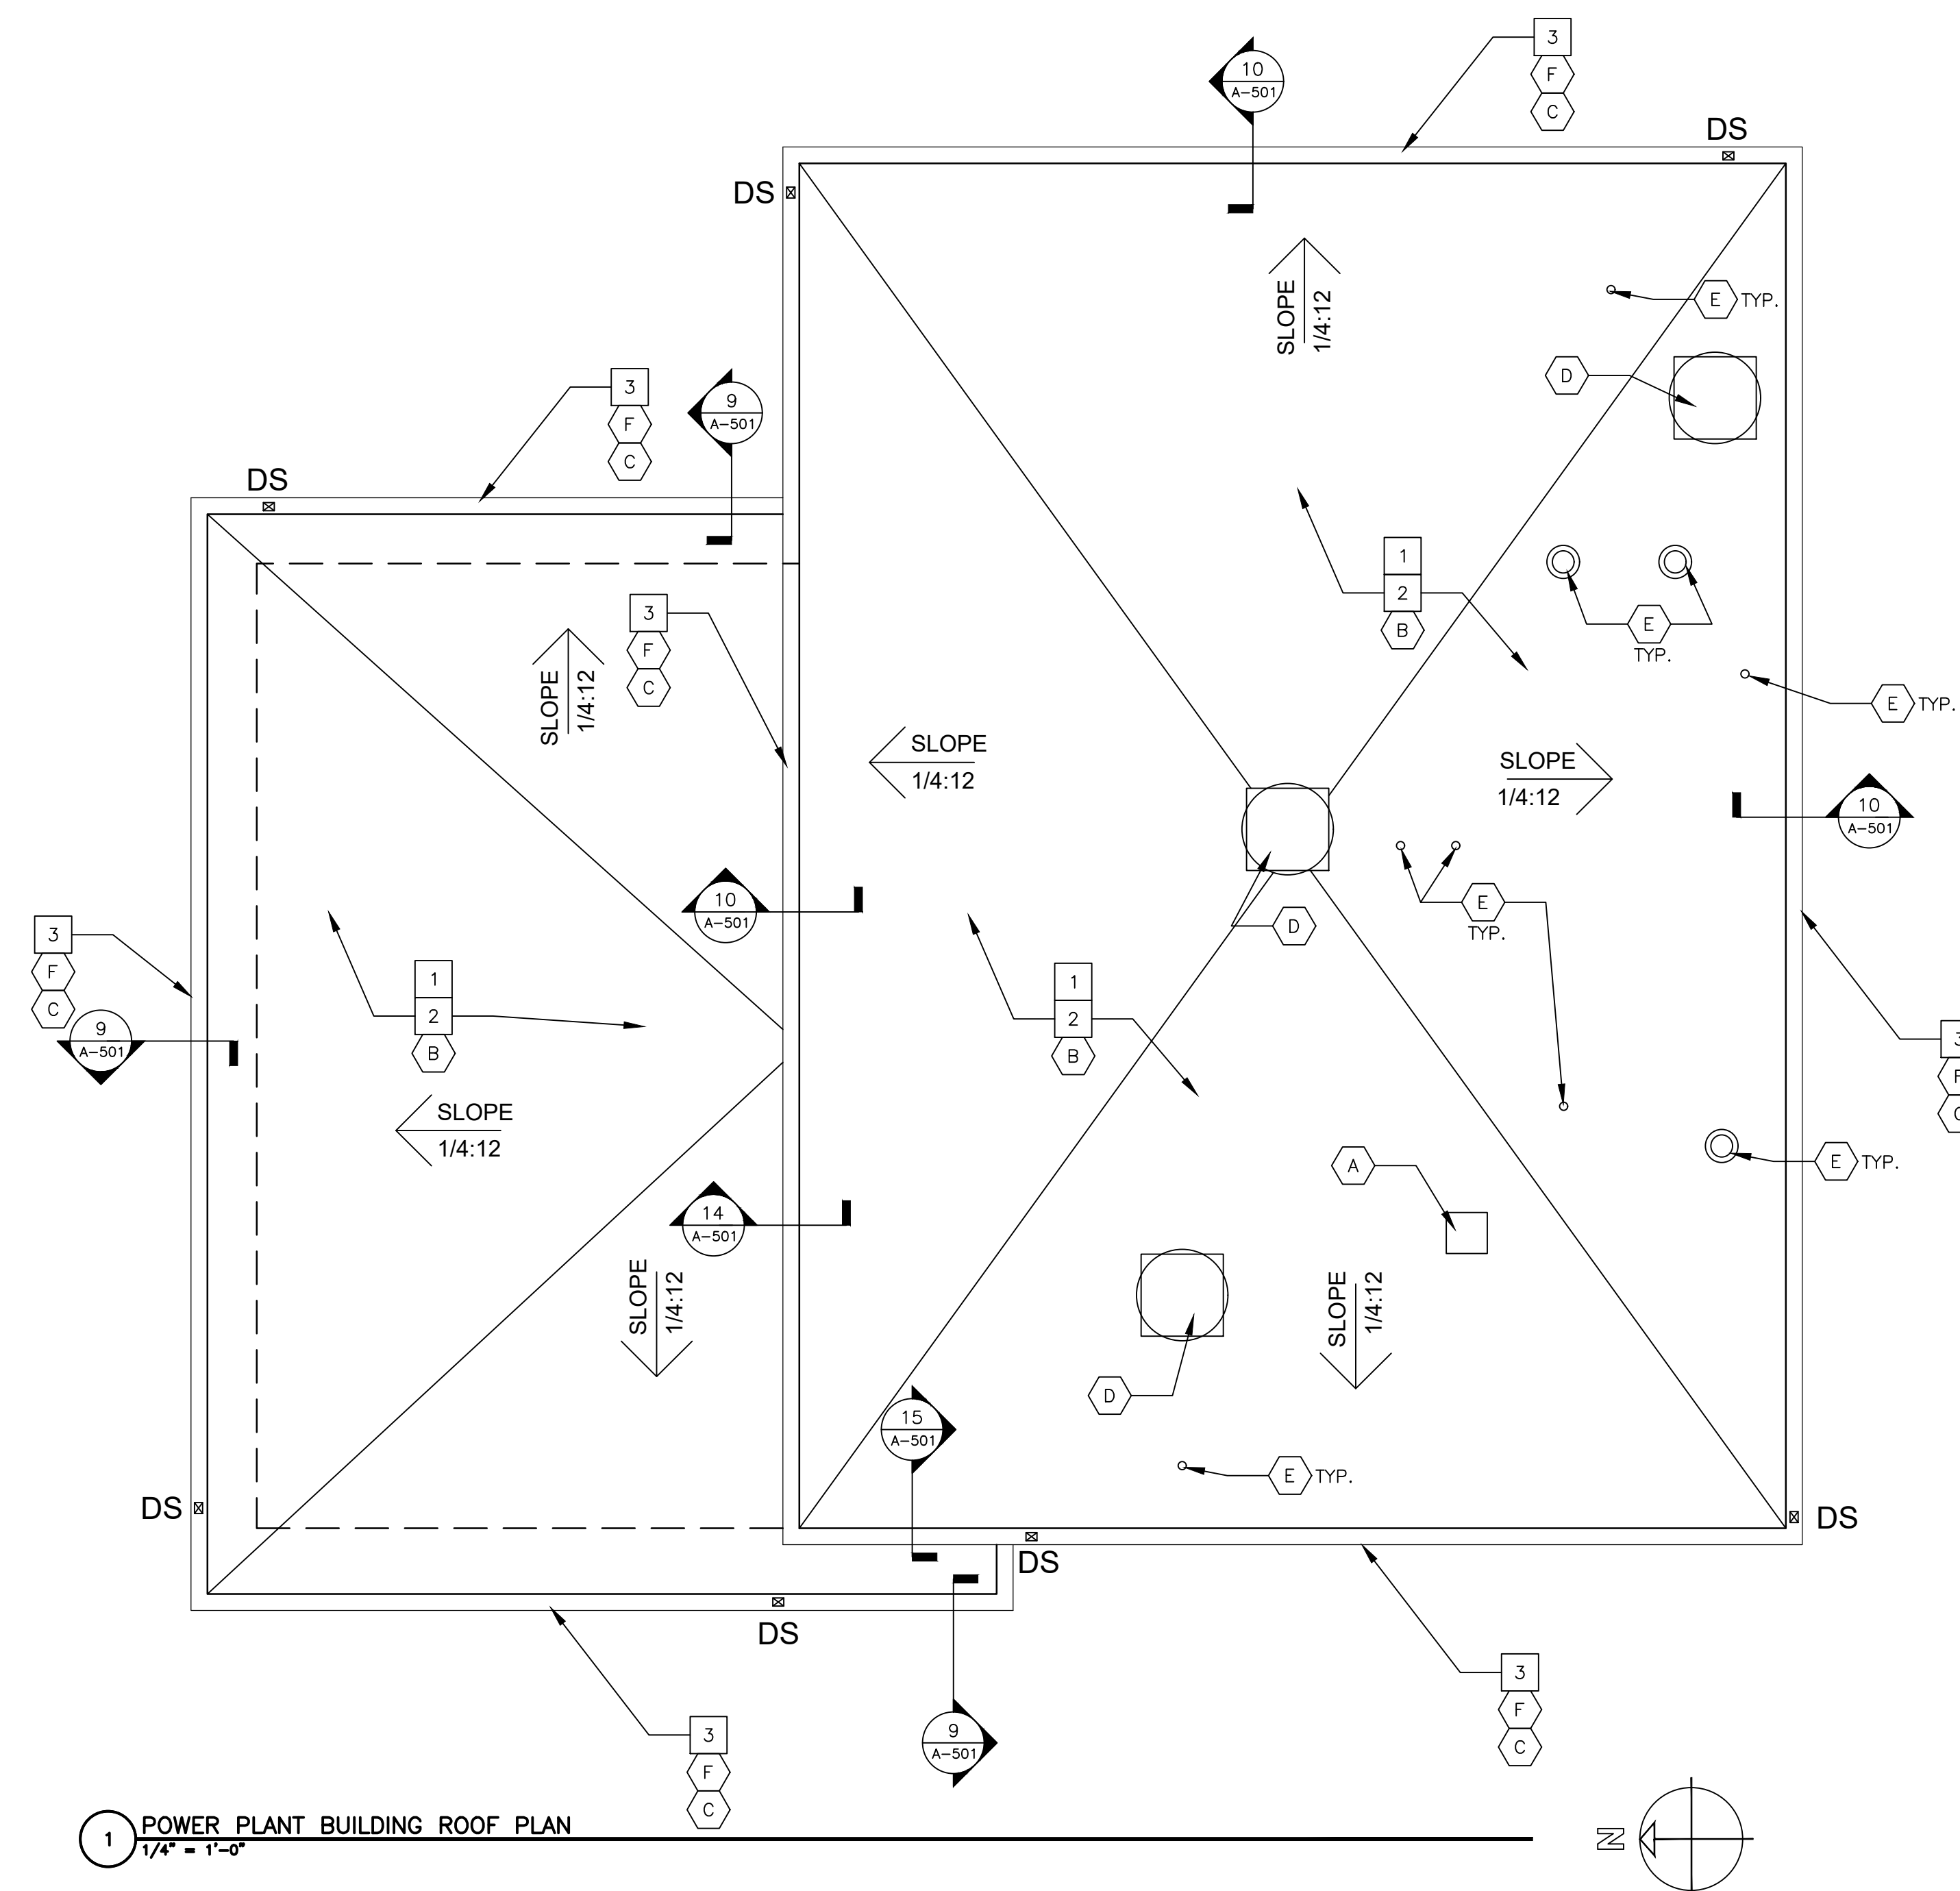 3
F
C
10
A-501
DS
DS
E TYP.
SLOPE
1/4:12
D
3
F
C
9
A-501
DS
1
2
B
E
TYP.
3
F
C
SLOPE
1/4:12
E TYP.
SLOPE
1/4:12
SLOPE
1/4:12
10
A-501
10
A-501
E
TYP.
D
3
F
C
9
A-501
1
2
B
1
2
B
3
SLOPE
1/4:12
A
E TYP.
14
A-501
SLOPE
1/4:12
SLOPE
1/4:12
D
15
A-501
E TYP.
DS
DS
DS
DS
3
F
C
3
F
C
9
A-501
1
POWER PLANT BUILDING ROOF PLAN
1/4" = 1'-0"
N